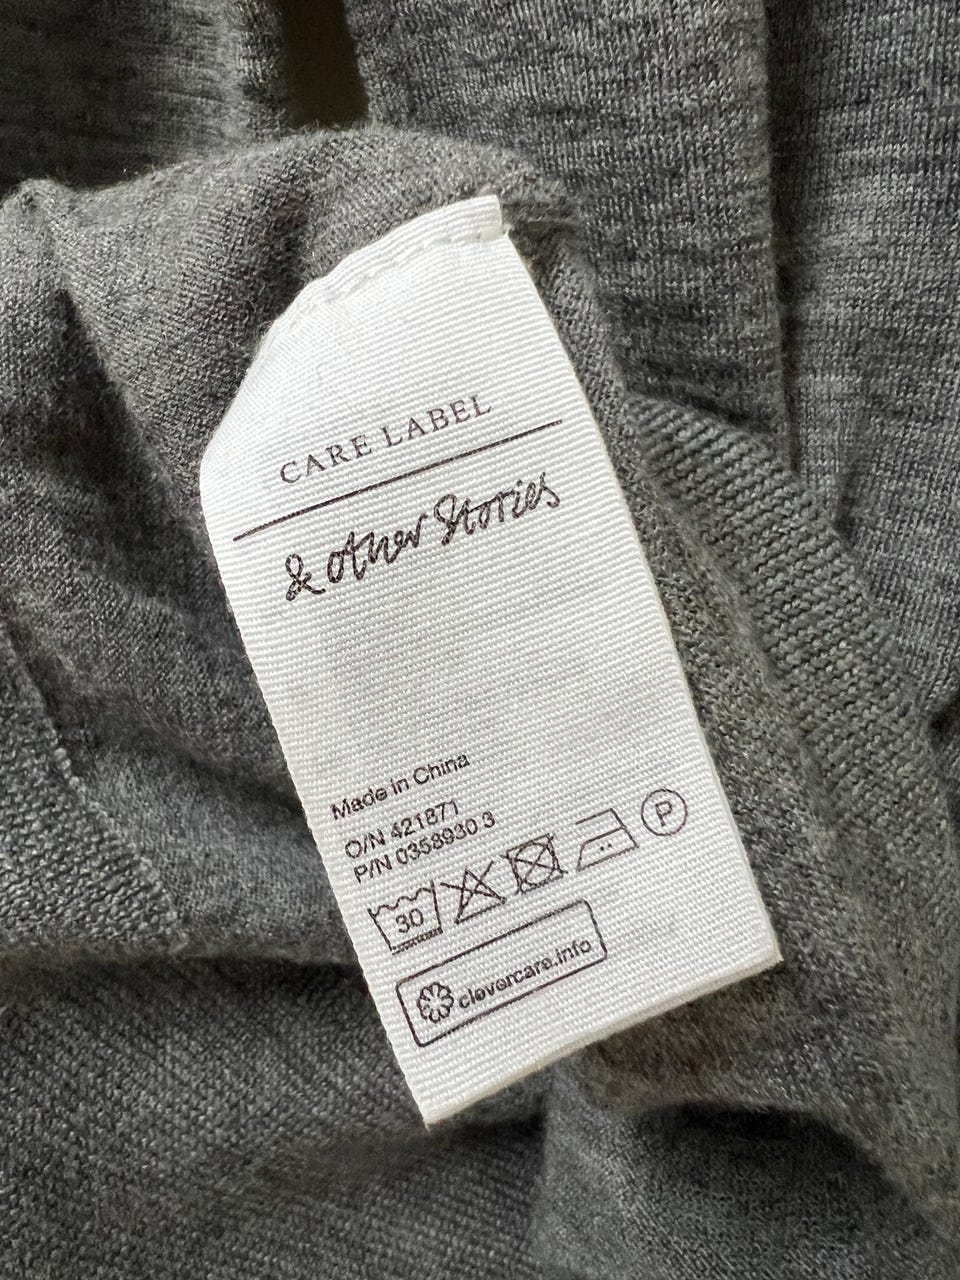 CARE LABEL
& other Stories
Made in China
O/N 421871
P/N 0358930 3
30 P
clevercare.info